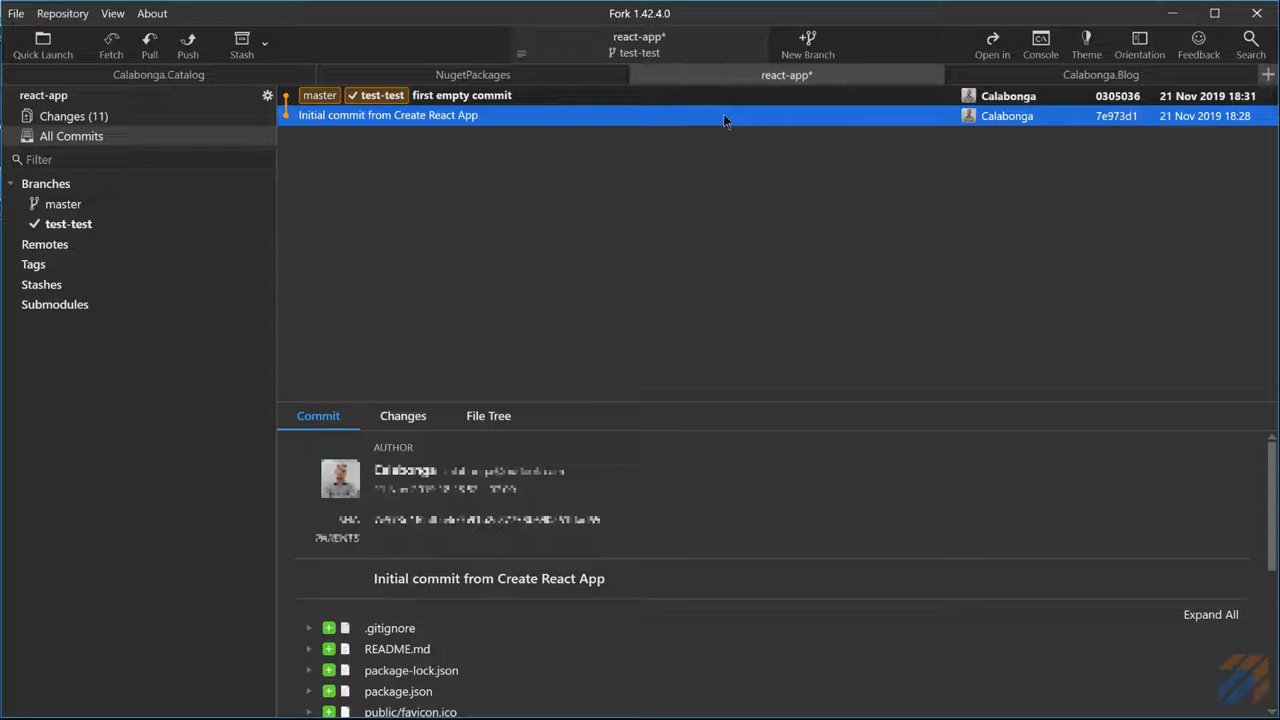 File Repository View About Fork 1.42.4.0
Quick Launch Fetch Pull Push Stash react-app* test-test New Branch Open in Console Theme Orientation Feedback Search
Calabonga.Catalog NugetPackages react-app* Calabonga.Blog
react-app
Changes (11)
All Commits
Filter
Branches
master
test-test
Remotes
Tags
Stashes
Submodules
master test-test first empty commit Calabonga 0305036 21 Nov 2019 18:31
Initial commit from Create React App Calabonga 7e973d1 21 Nov 2019 18:28
Commit Changes File Tree
AUTHOR
Calabonga
SHA
PARENTS
Initial commit from Create React App
Expand All
.gitignore
README.md
package-lock.json
package.json
public/favicon.ico